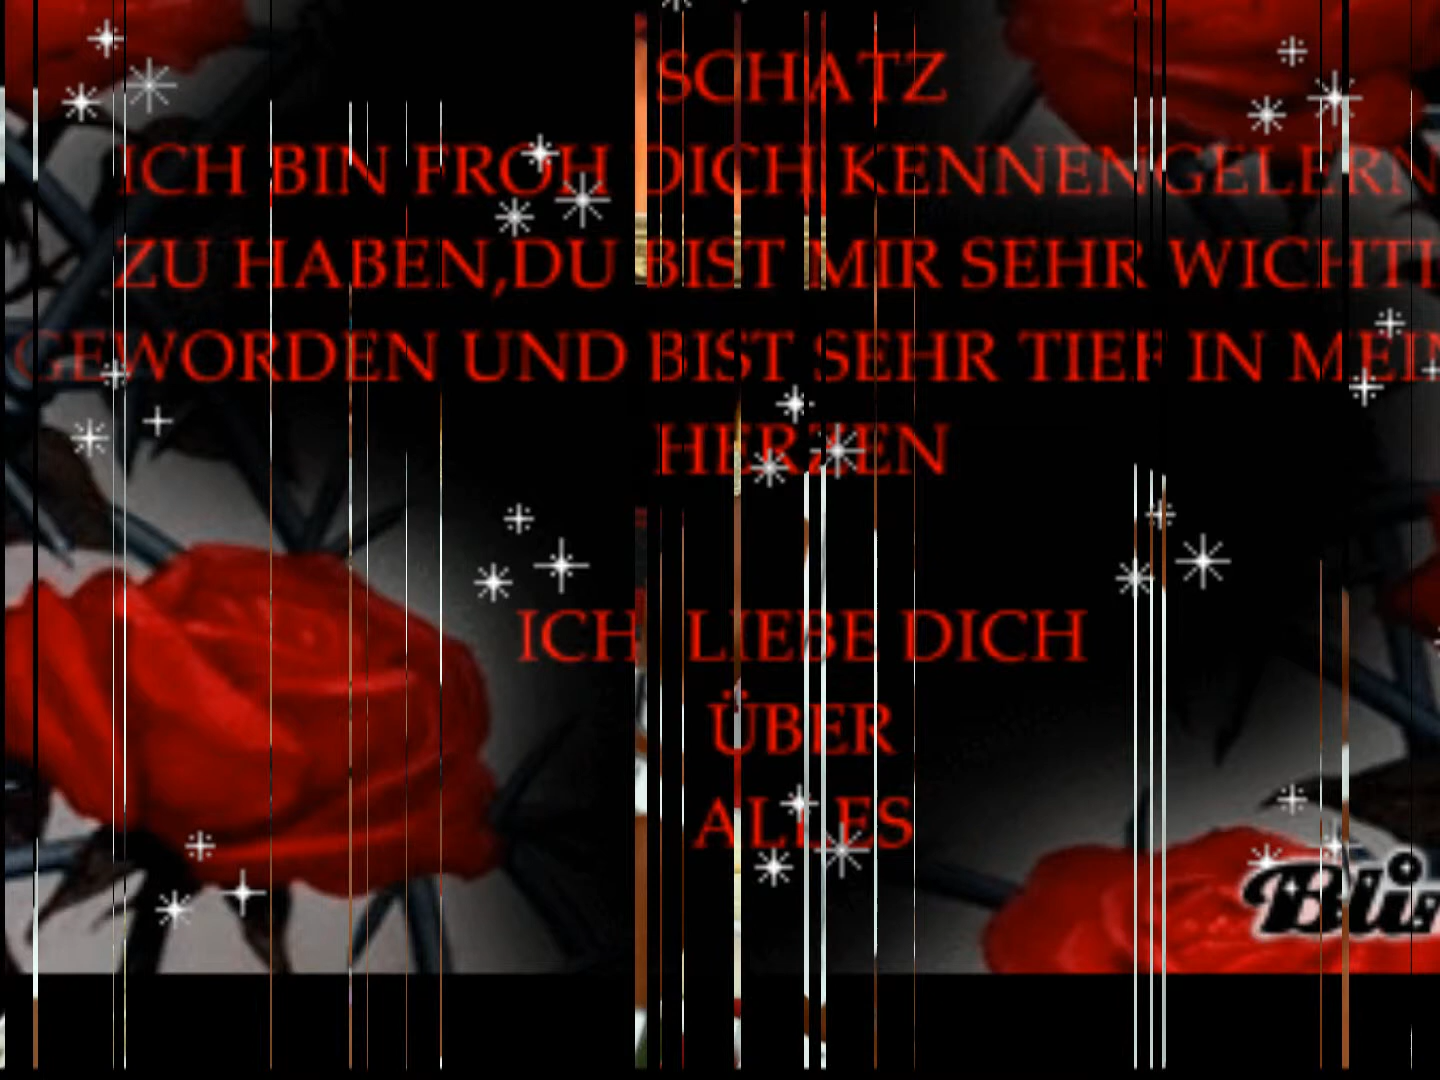 SCHATZ
ICH BIN FROH DICH KENNENGELERN
ZU HABEN,DU BIST MIR SEHR WICHTI
GEWORDEN UND BIST SEHR TIEF IN MEIN
HERZEN
ICH LIEBE DICH
ÜBER
ALLES